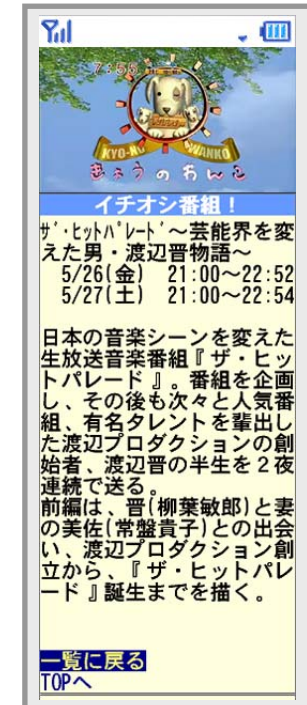 7:58
KYO-NO WANKO
きょうのわんこ
イチオシ番組！
ｻﾞ・ﾋｯﾄﾊﾟﾚｰﾄﾞ～芸能界を変
えた男・渡辺晋物語～
5/26(金) 21:00～22:52
5/27(土) 21:00～22:54
日本の音楽シーンを変えた
生放送音楽番組『ザ・ヒッ
トパレード』。番組を企画
し、その後も次々と人気番
組、有名タレントを輩出し
た渡辺プロダクションの創
始者、渡辺晋の半生を２夜
連続で送る。
前編は、晋(柳葉敏郎)と妻
の美佐(常盤貴子)との出会
い、渡辺プロダクション創
立から、『ザ・ヒットパレ
ード』誕生までを描く。
一覧に戻る
TOPへ